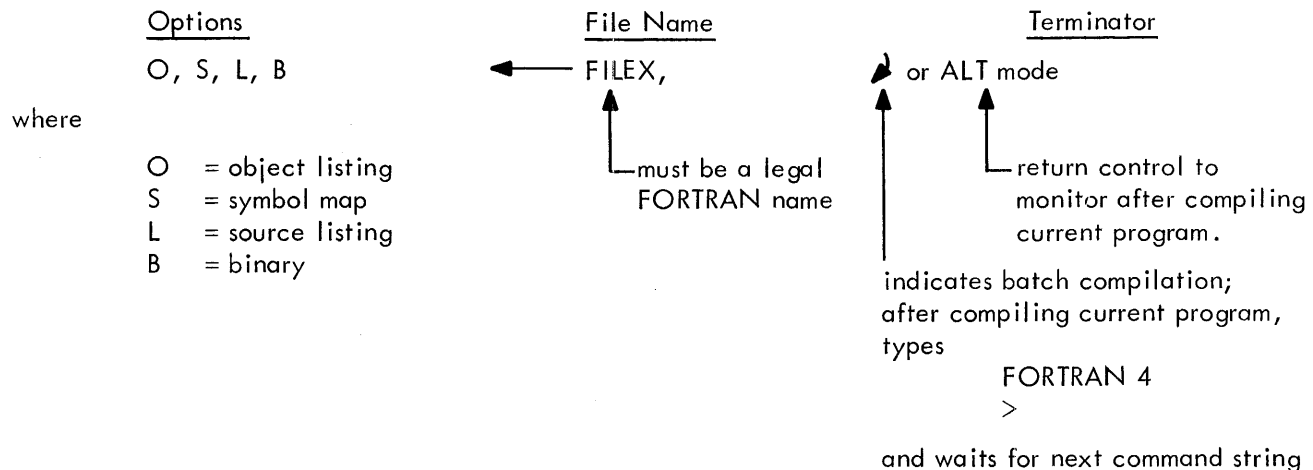 Options File Name Terminator
O, S, L, B FILEX, or ALT mode
where
O = object listing
S = symbol map
L = source listing
B = binary
must be a legal
FORTRAN name
return control to
monitor after compiling
current program.
indicates batch compilation;
after compiling current program,
types
FORTRAN 4
>
and waits for next command string